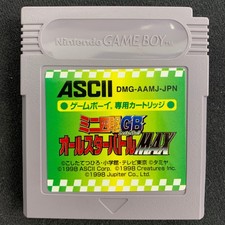 Nintendo GAME BOY
ASCII DMG-AAMJ-JPN
●ゲームボーイ専用カートリッジ
ミニ四駆GB
オールスターバトルMAX
©こしたてつひろ・小学館・テレビ東京 ©タミヤ
©1998 ASCII Corp. ©1998 Creatures Inc.
©1998 Jupiter Co., Ltd.